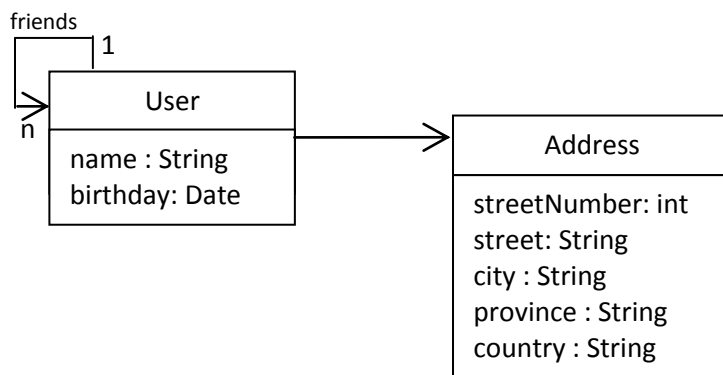 friends
1
n
User
name : String
birthday: Date
Address
streetNumber: int
street: String
city : String
province : String
country : String